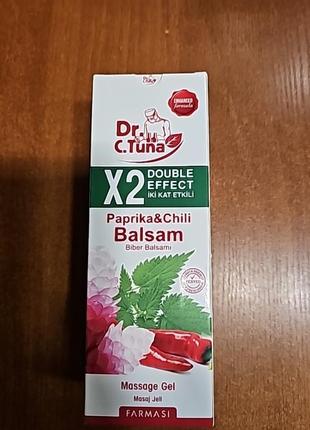 ENHANCED
formula
Dr.
C.Tuna
X2 DOUBLE
EFFECT
İKİ KAT ETKİLİ
Paprika&Chili
Balsam
Biber Balsamı
TESTED
Massage Gel
Masaj Jeli
FARMASi